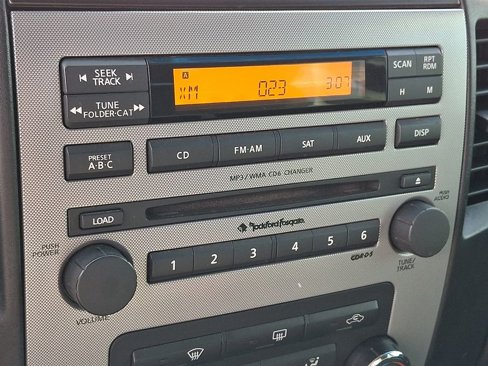 SEEK
TRACK
TUNE
FOLDER·CAT
A
XM 023 3:07
SCAN
RPT
RDM
H
M
PRESET
A·B·C
CD
FM·AM
SAT
AUX
DISP
MP3 / WMA CD6 CHANGER
LOAD
Rockford Fosgate
PUSH
POWER
VOLUME
1
2
3
4
5
6
PUSH
AUDIO
TUNE/
TRACK